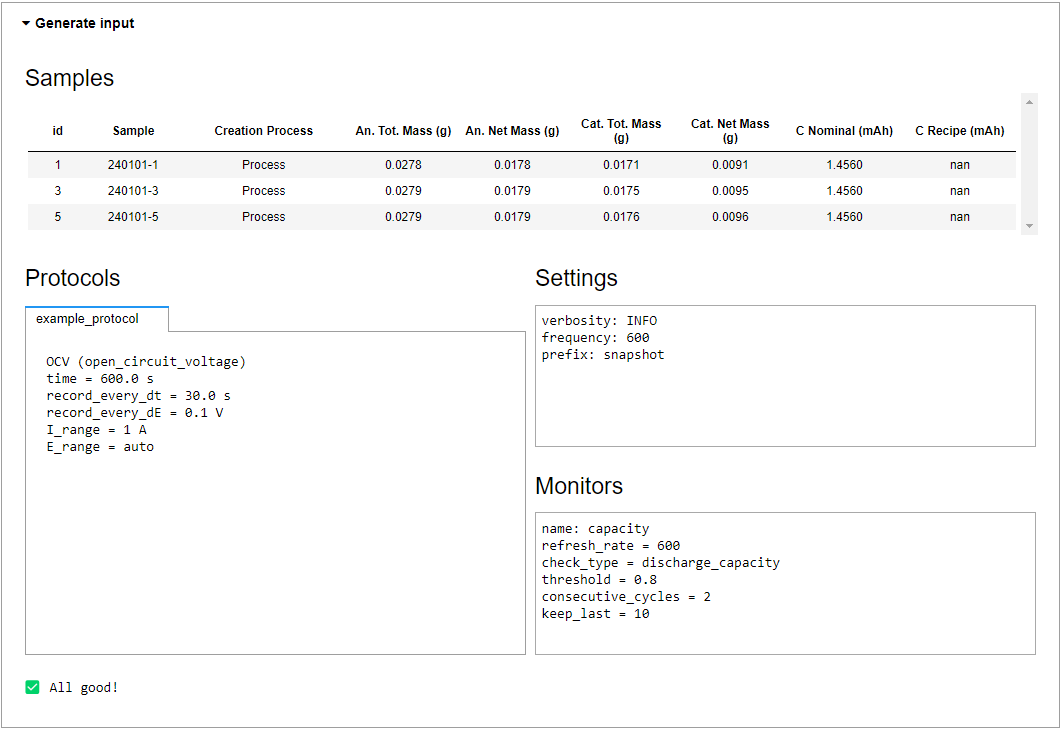 Generate input
Samples
id Sample Creation Process An. Tot. Mass (g) An. Net Mass (g) Cat. Tot. Mass (g) Cat. Net Mass (g) C Nominal (mAh) C Recipe (mAh)
1 240101-1 Process 0.0278 0.0178 0.0171 0.0091 1.4560 nan
3 240101-3 Process 0.0279 0.0179 0.0175 0.0095 1.4560 nan
5 240101-5 Process 0.0279 0.0179 0.0176 0.0096 1.4560 nan
Protocols
example_protocol
OCV (open_circuit_voltage)
time = 600.0 s
record_every_dt = 30.0 s
record_every_dE = 0.1 V
I_range = 1 A
E_range = auto
Settings
verbosity: INFO
frequency: 600
prefix: snapshot
Monitors
name: capacity
refresh_rate = 600
check_type = discharge_capacity
threshold = 0.8
consecutive_cycles = 2
keep_last = 10
All good!